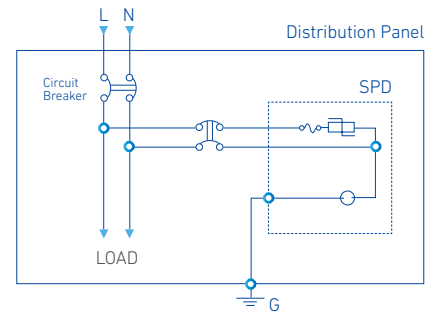 L N
Distribution Panel
Circuit
Breaker
SPD
LOAD
G